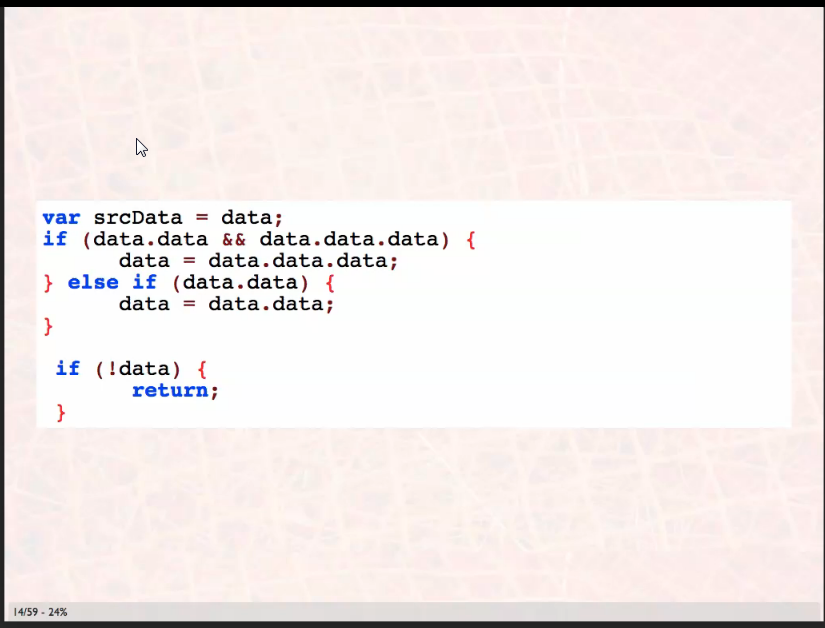 var srcData = data;
if (data.data && data.data.data) {
      data = data.data.data;
} else if (data.data) {
      data = data.data;
}
 if (!data) {
       return;
 }
14/59 - 24%